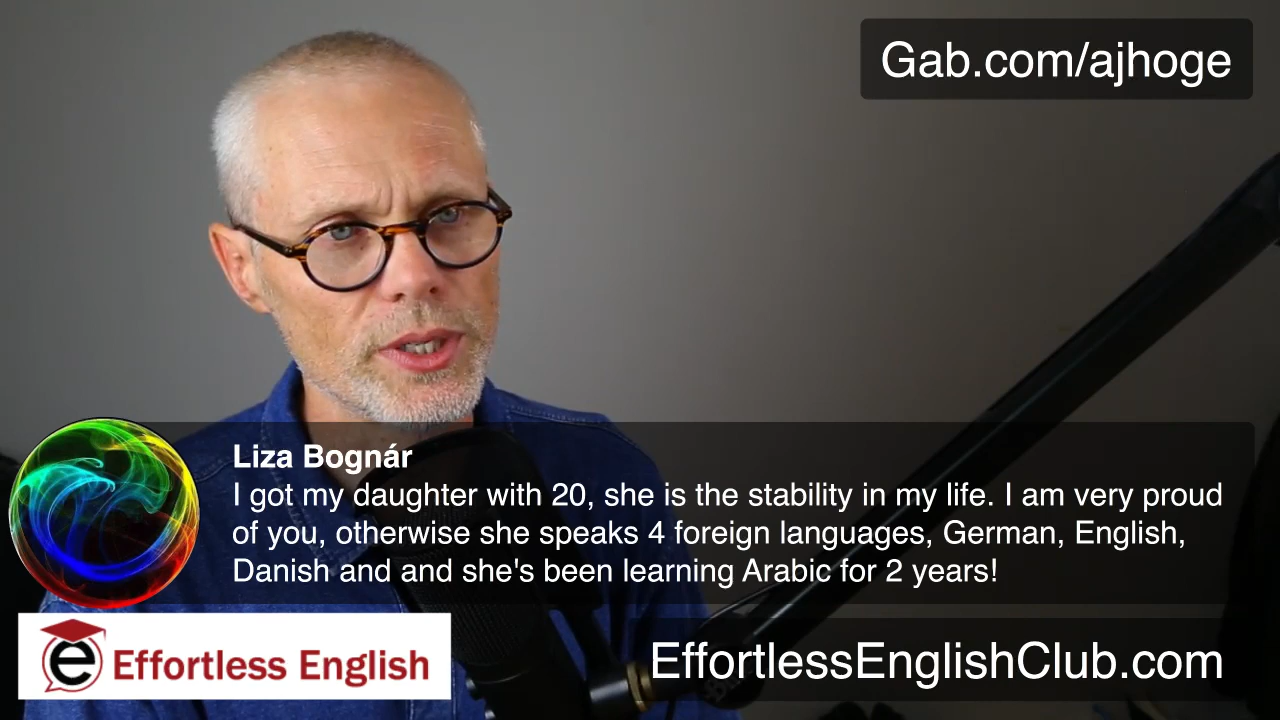 Gab.com/ajhoge
Liza Bognár
I got my daughter with 20, she is the stability in my life. I am very proud
of you, otherwise she speaks 4 foreign languages, German, English,
Danish and and she's been learning Arabic for 2 years!
e Effortless English
EffortlessEnglishClub.com